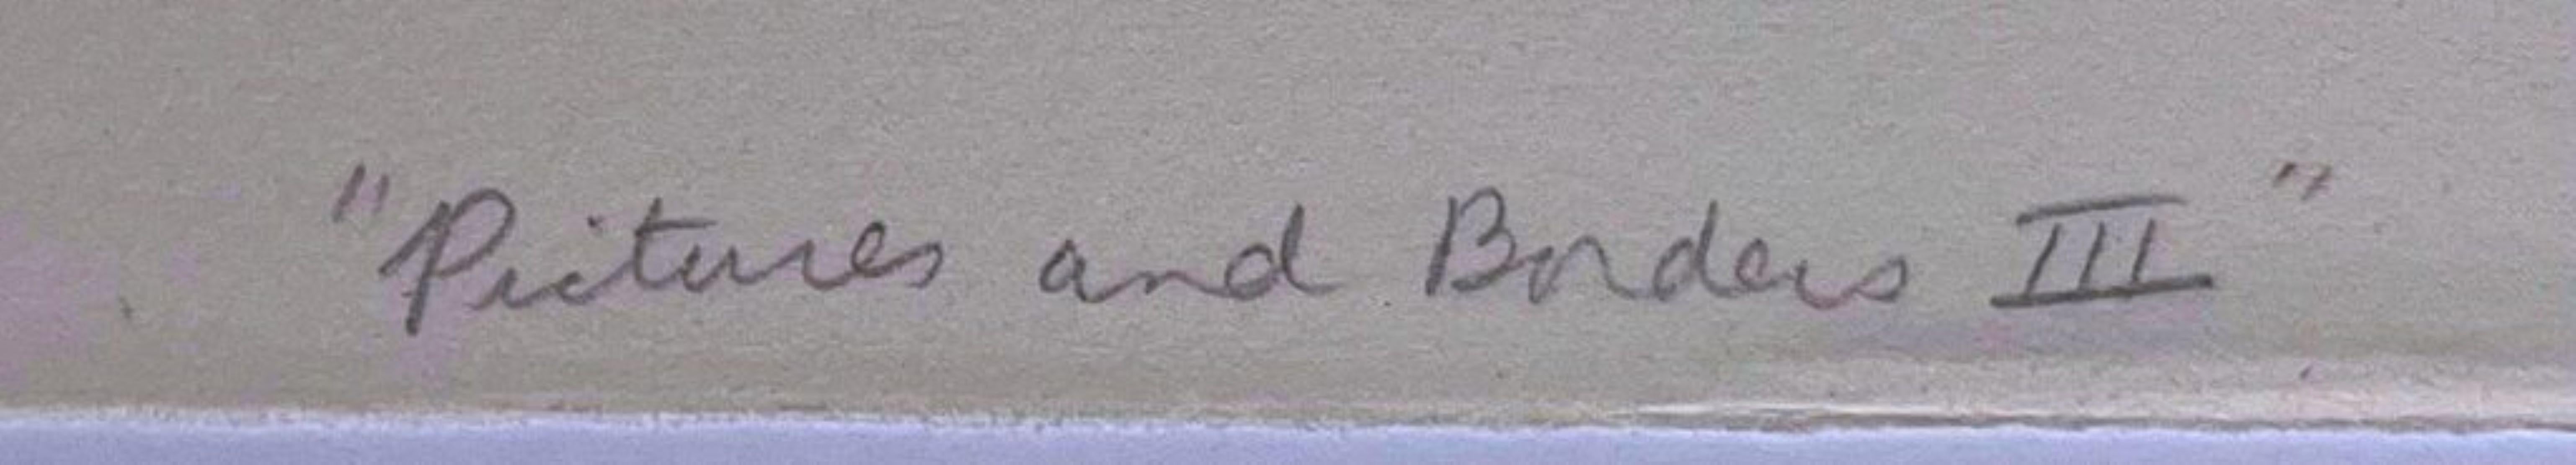 "Pictures and Borders III"